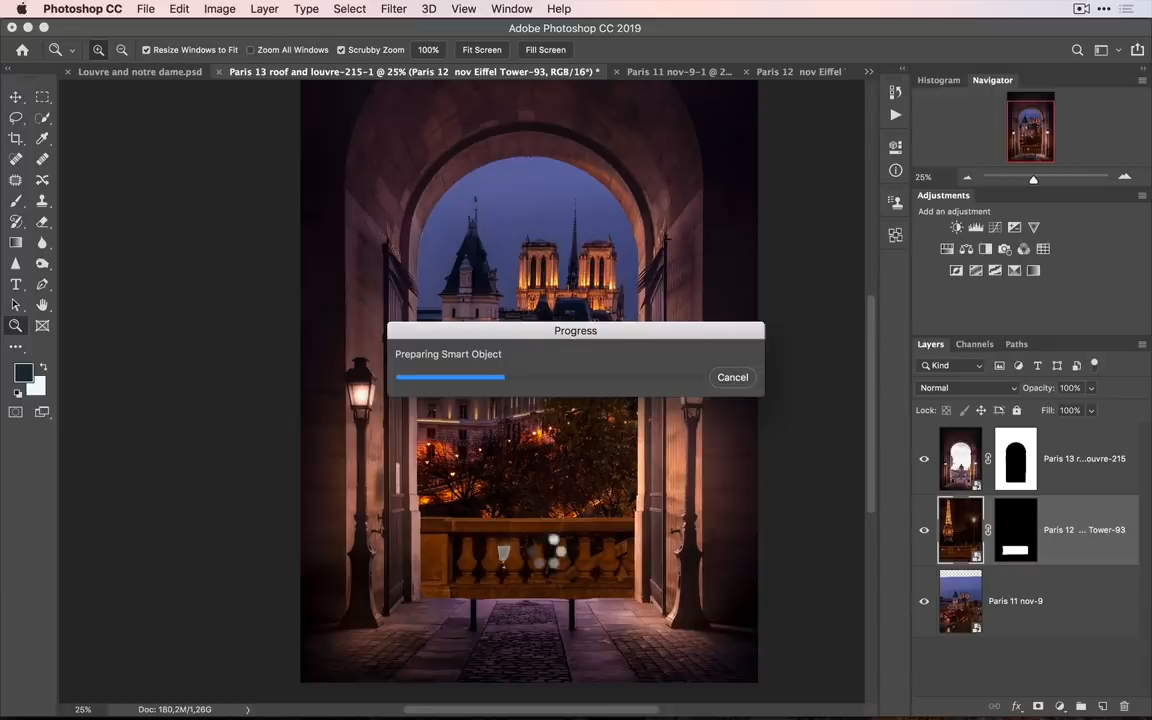 Photoshop CC File Edit Image Layer Type Select Filter 3D View Window Help
Adobe Photoshop CC 2019
Resize Windows to Fit Zoom All Windows Scrubby Zoom 100% Fit Screen Fill Screen
Louvre and notre dame.psd Paris 13 roof and louvre-215-1 @ 25% (Paris 12 nov Eiffel Tower-93, RGB/16*) * Paris 11 nov-9-1 @ 2... Paris 12 nov Eiffel
Histogram Navigator
25%
Adjustments
Add an adjustment
Progress
Preparing Smart Object
Cancel
Layers Channels Paths
Kind
Normal Opacity: 100%
Lock: Fill: 100%
Paris 13 r...ouvre-215
Paris 12 ... Tower-93
Paris 11 nov-9
25% Doc: 180,2M/1,26G